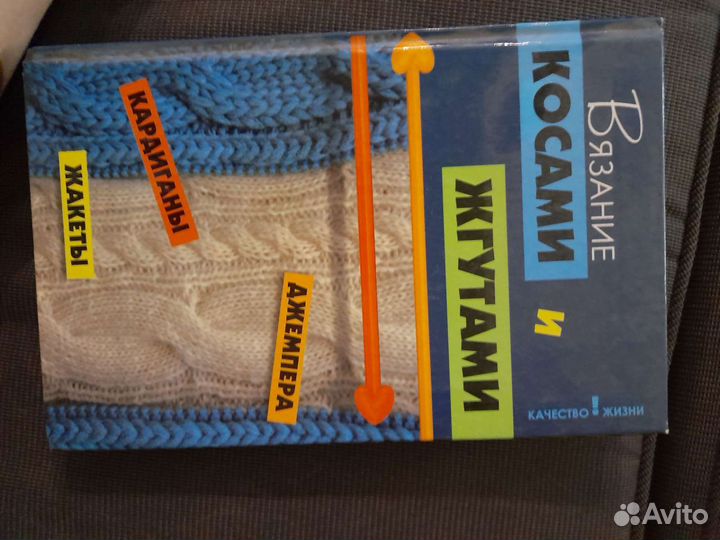 Вязание
КОСАМИ
и
ЖГУТАМИ
КАРДИГАНЫ
ЖАКЕТЫ
ДЖЕМПЕРА
КАЧЕСТВО ! ЖИЗНИ
Avito